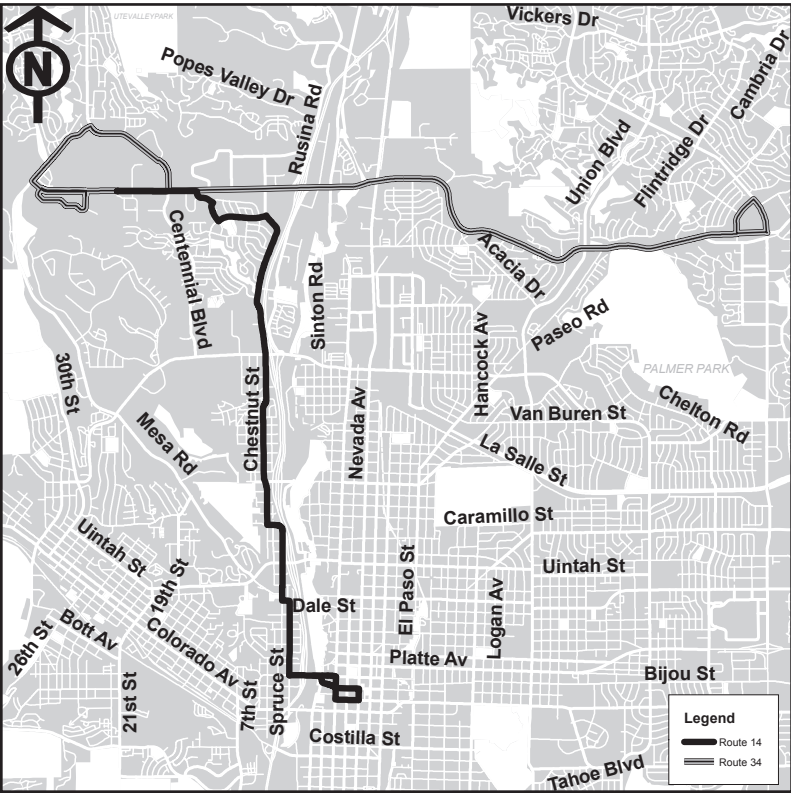 UTEVALLEYPARK
Vickers Dr
N
Popes Valley Dr
Rusina Rd
Cambria Dr
Union Blvd
Flintridge Dr
Centennial Blvd
Acacia Dr
Sinton Rd
Paseo Rd
Hancock Av
30th St
PALMER PARK
Chestnut St
Nevada Av
Van Buren St
Chelton Rd
Mesa Rd
La Salle St
Caramillo St
Uintah St
Uintah St
19th St
El Paso St
Logan Av
Dale St
26th St
Bott Av
Colorado Av
Platte Av
Bijou St
21st St
7th St
Spruce St
Costilla St
Tahoe Blvd
Legend
Route 14
Route 34